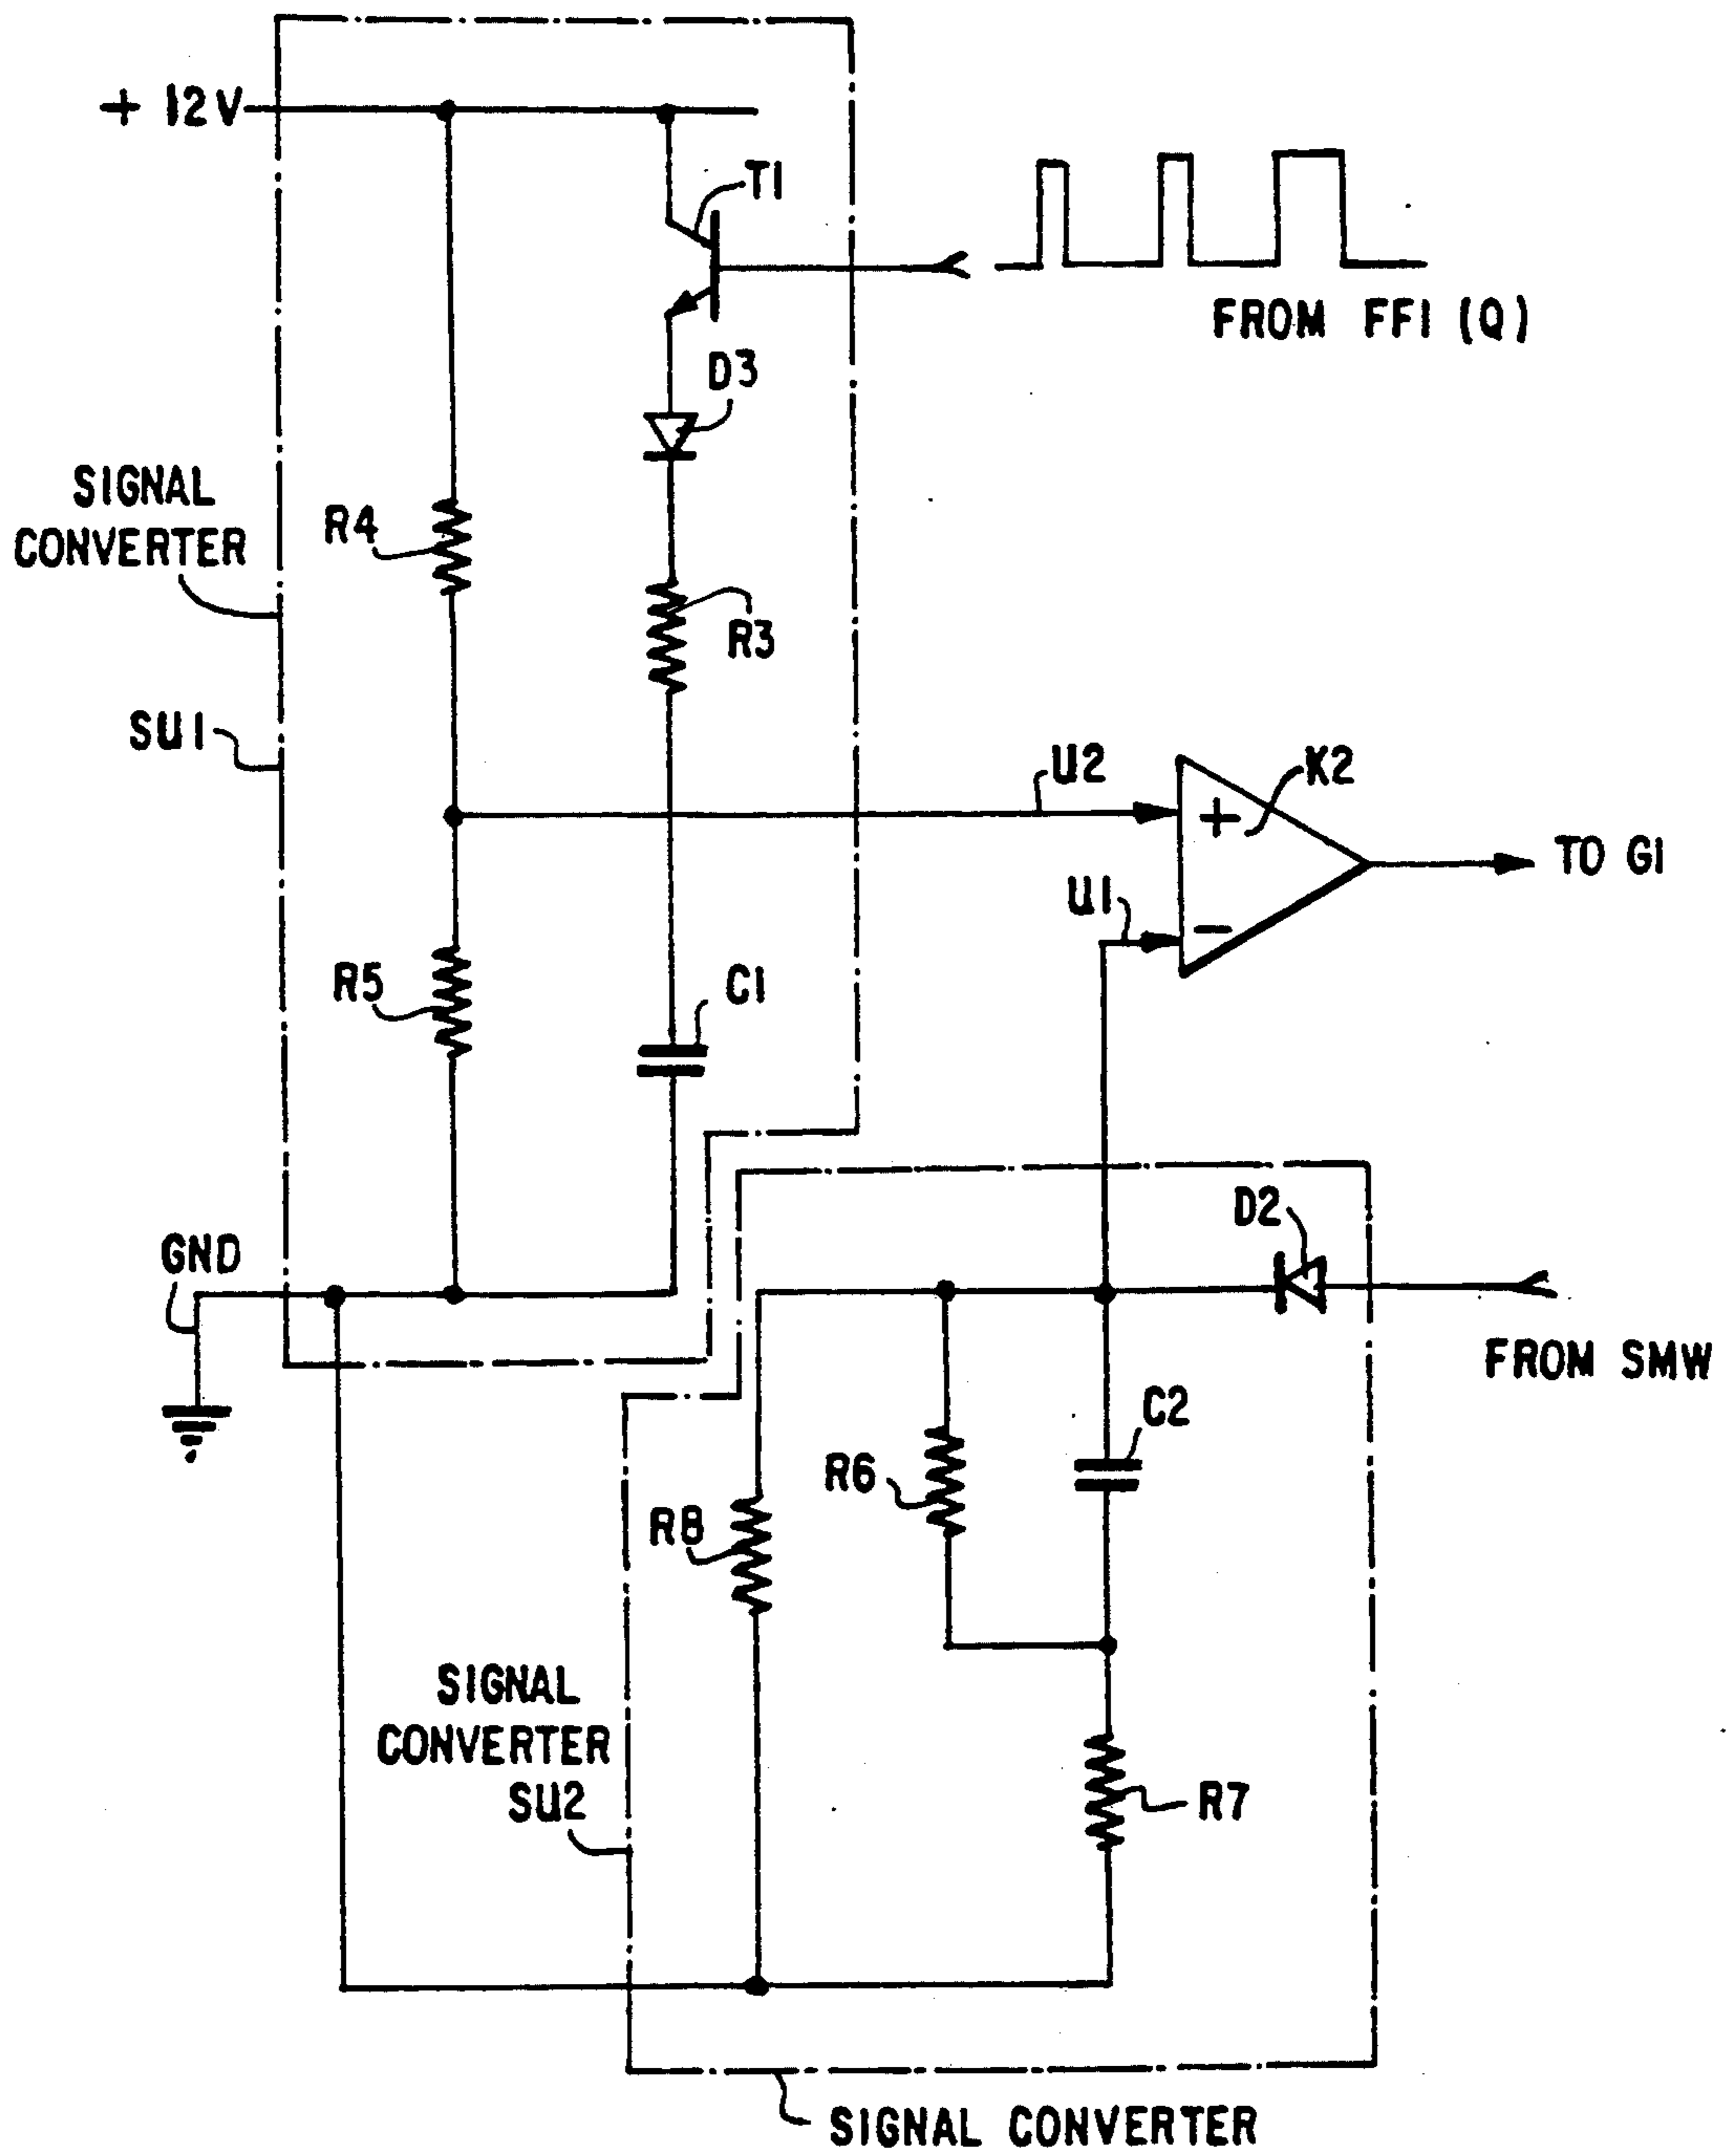 + 12V
T1
FROM FF1 (Q)
D3
SIGNAL
CONVERTER
R4
R3
SU1
U2
K2
+
TO G1
U1
−
R5
C1
GND
D2
FROM SMW
C2
R6
R8
SIGNAL
CONVERTER
SU2
R7
SIGNAL CONVERTER